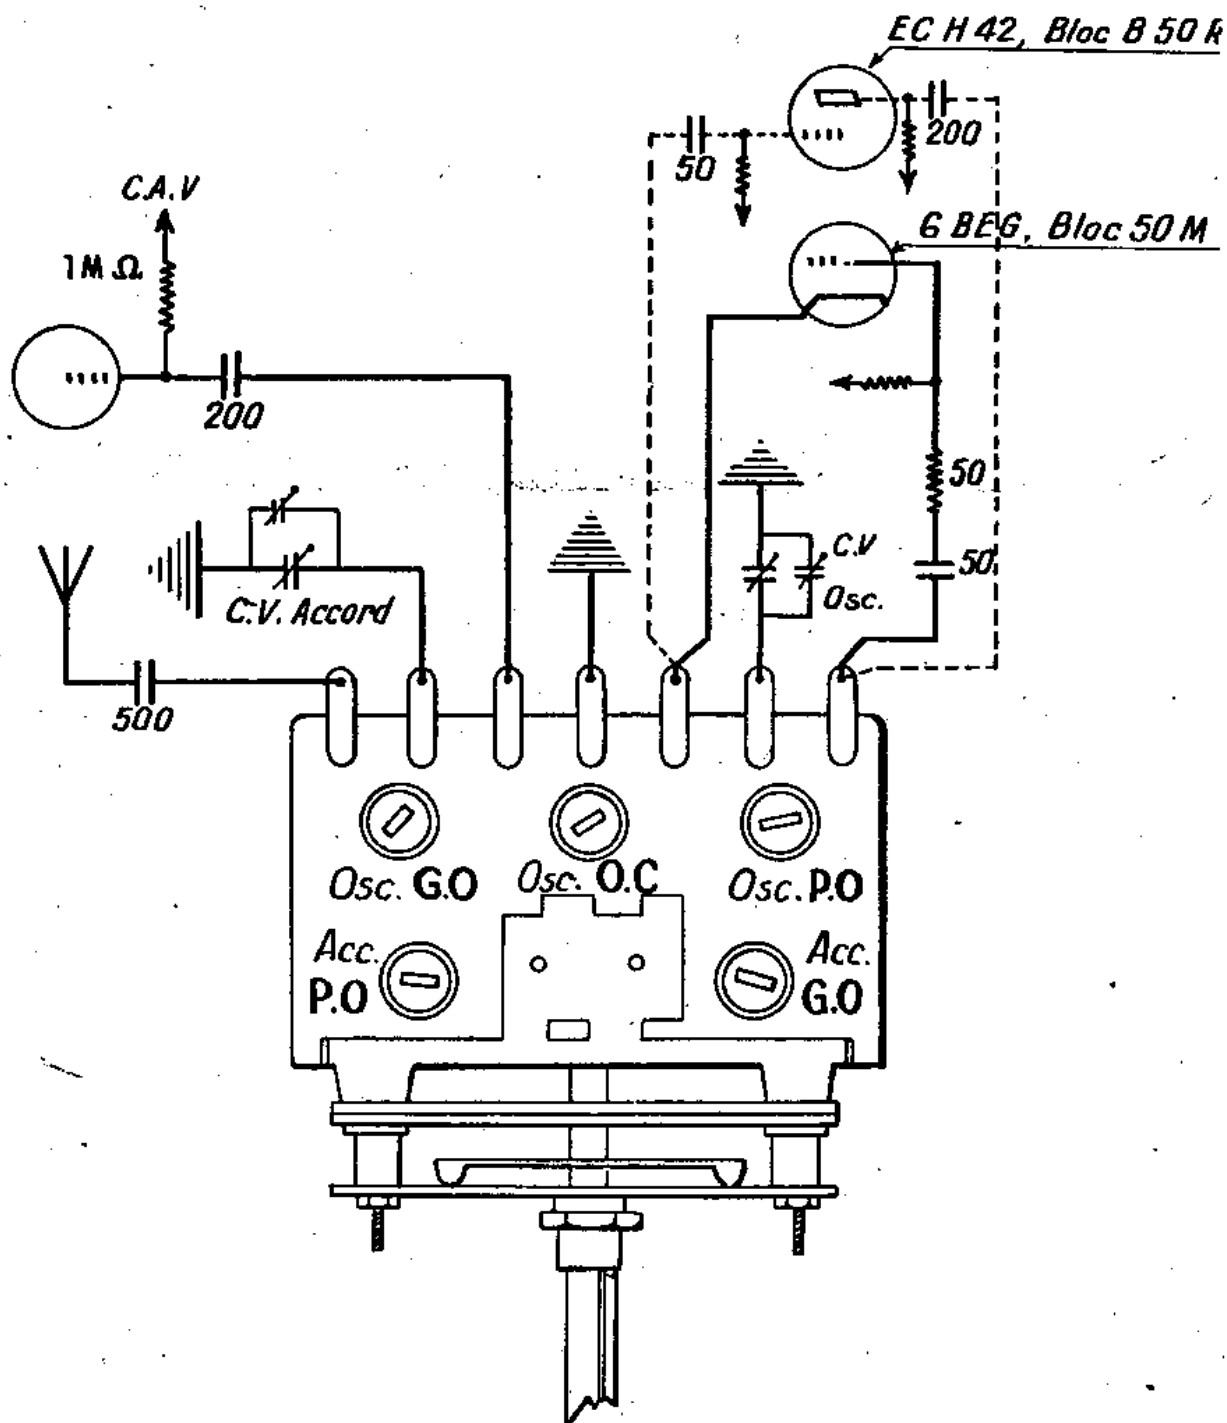 EC H 42, Bloc B 50
50
200
C.A.V
6 BEG, Bloc 50 M
1M Ω
200
50
C.V
Osc.
50
C.V. Accord
500
Osc. G.O
Osc. O.C
Osc. P.O
Acc.
P.O
Acc.
G.O